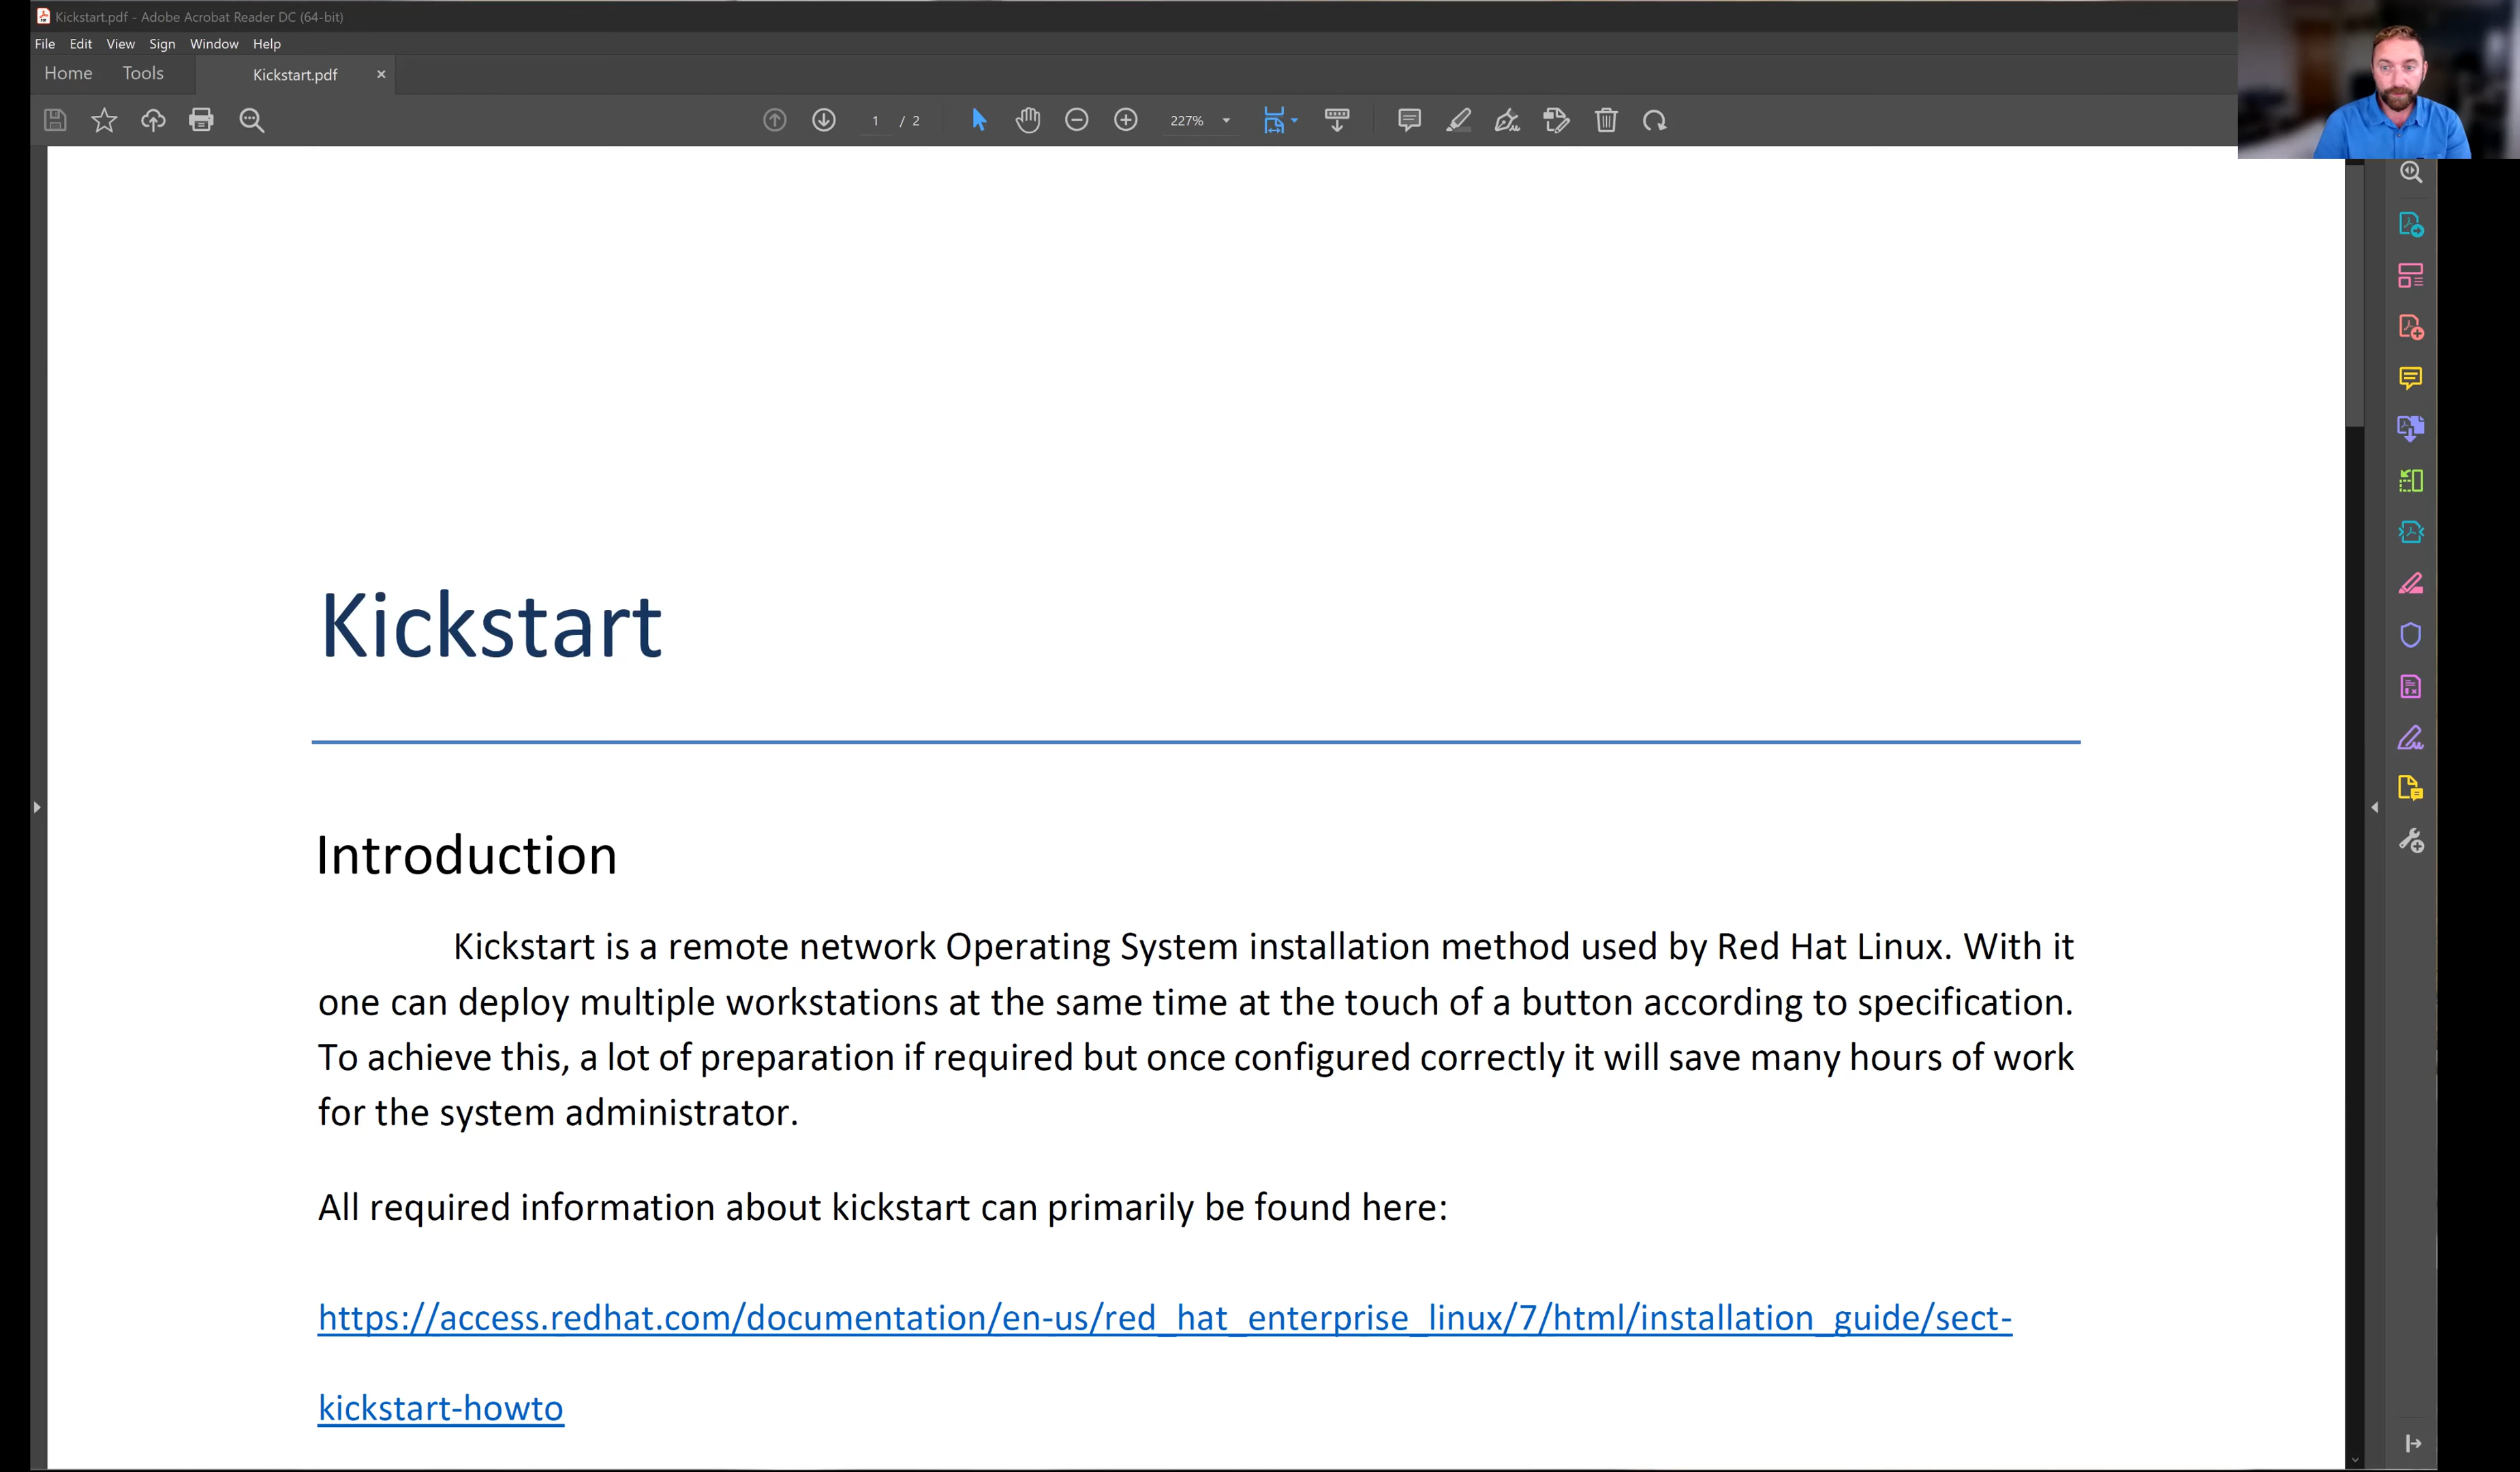 Kickstart.pdf - Adobe Acrobat Reader DC (64-bit)
File Edit View Sign Window Help
Home Tools Kickstart.pdf
1 / 2 227%
Kickstart
Introduction
Kickstart is a remote network Operating System installation method used by Red Hat Linux. With it
one can deploy multiple workstations at the same time at the touch of a button according to specification.
To achieve this, a lot of preparation if required but once configured correctly it will save many hours of work
for the system administrator.
All required information about kickstart can primarily be found here:
https://access.redhat.com/documentation/en-us/red_hat_enterprise_linux/7/html/installation_guide/sect-
kickstart-howto